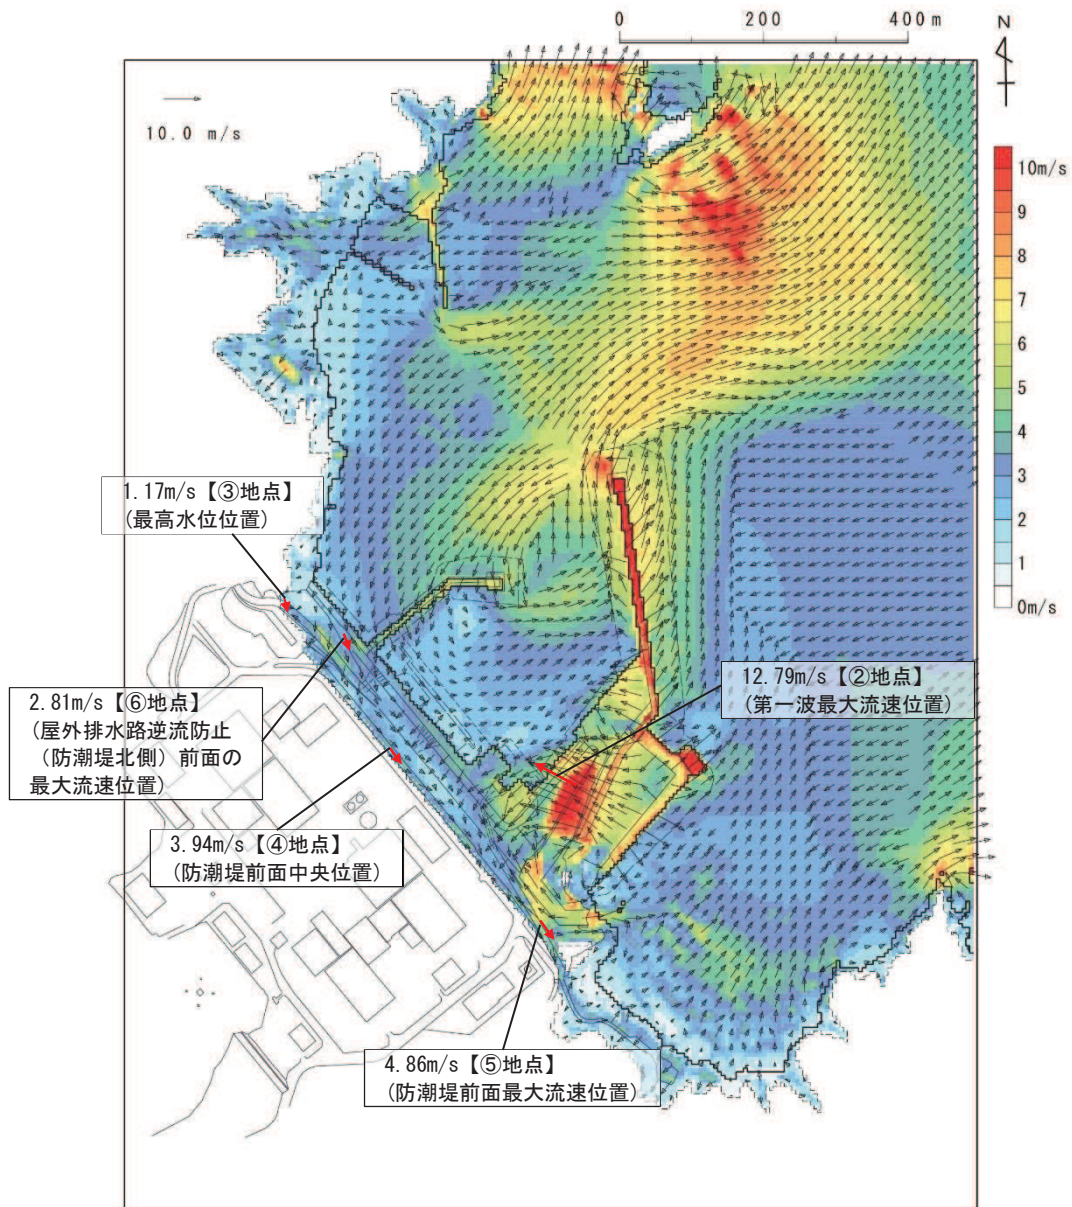 0 200 400m
N
10.0 m/s
10m/s
9
8
7
6
5
4
3
2
1
0m/s
1.17m/s【③地点】
(最高水位位置)
12.79m/s【②地点】
(第一波最大流速位置)
2.81m/s【⑥地点】
(屋外排水路逆流防止
(防潮堤北側) 前面の
最大流速位置)
3.94m/s【④地点】
(防潮堤前面中央位置)
4.86m/s【⑤地点】
(防潮堤前面最大流速位置)